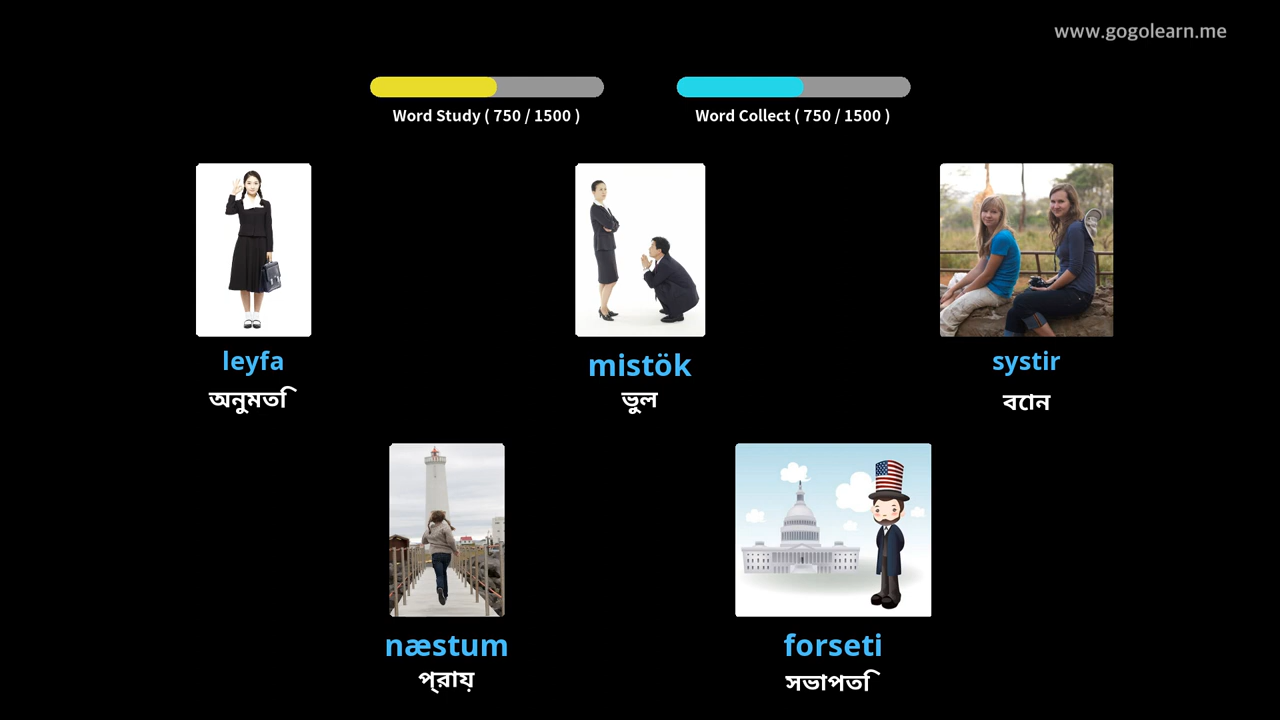 www.gogolearn.me
Word Study ( 750 / 1500 )
Word Collect ( 750 / 1500 )
leyfa
অনুমতি
mistök
ভুল
systir
বোন
næstum
প্রায়
forseti
সভাপতি